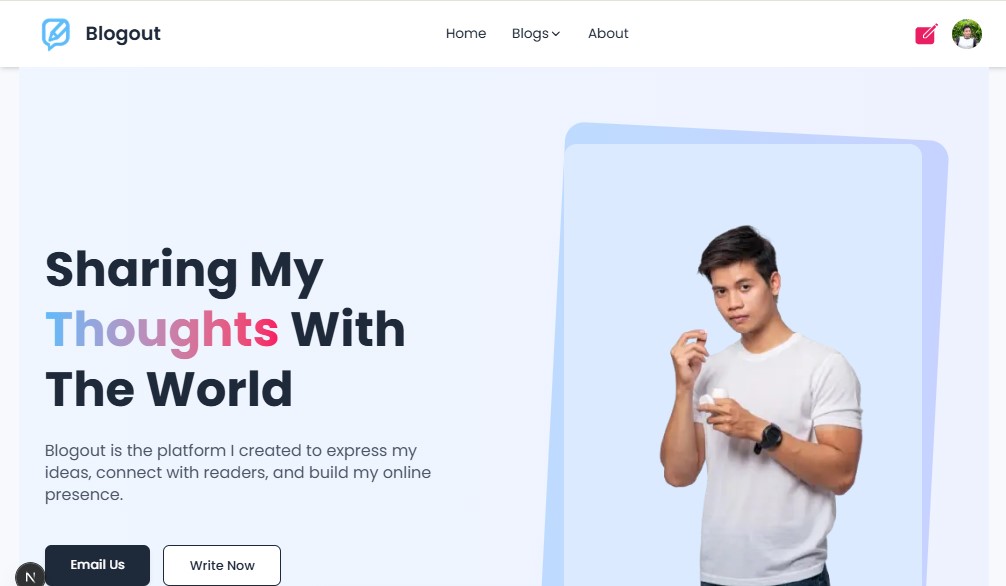 Blogout
Home Blogs About
Sharing My
Thoughts With
The World
Blogout is the platform I created to express my
ideas, connect with readers, and build my online
presence.
Email Us Write Now
N